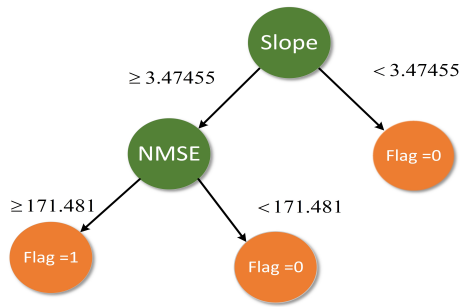 Slope
≥ 3.47455
< 3.47455
NMSE
Flag =0
≥171.481
<171.481
Flag =1
Flag =0